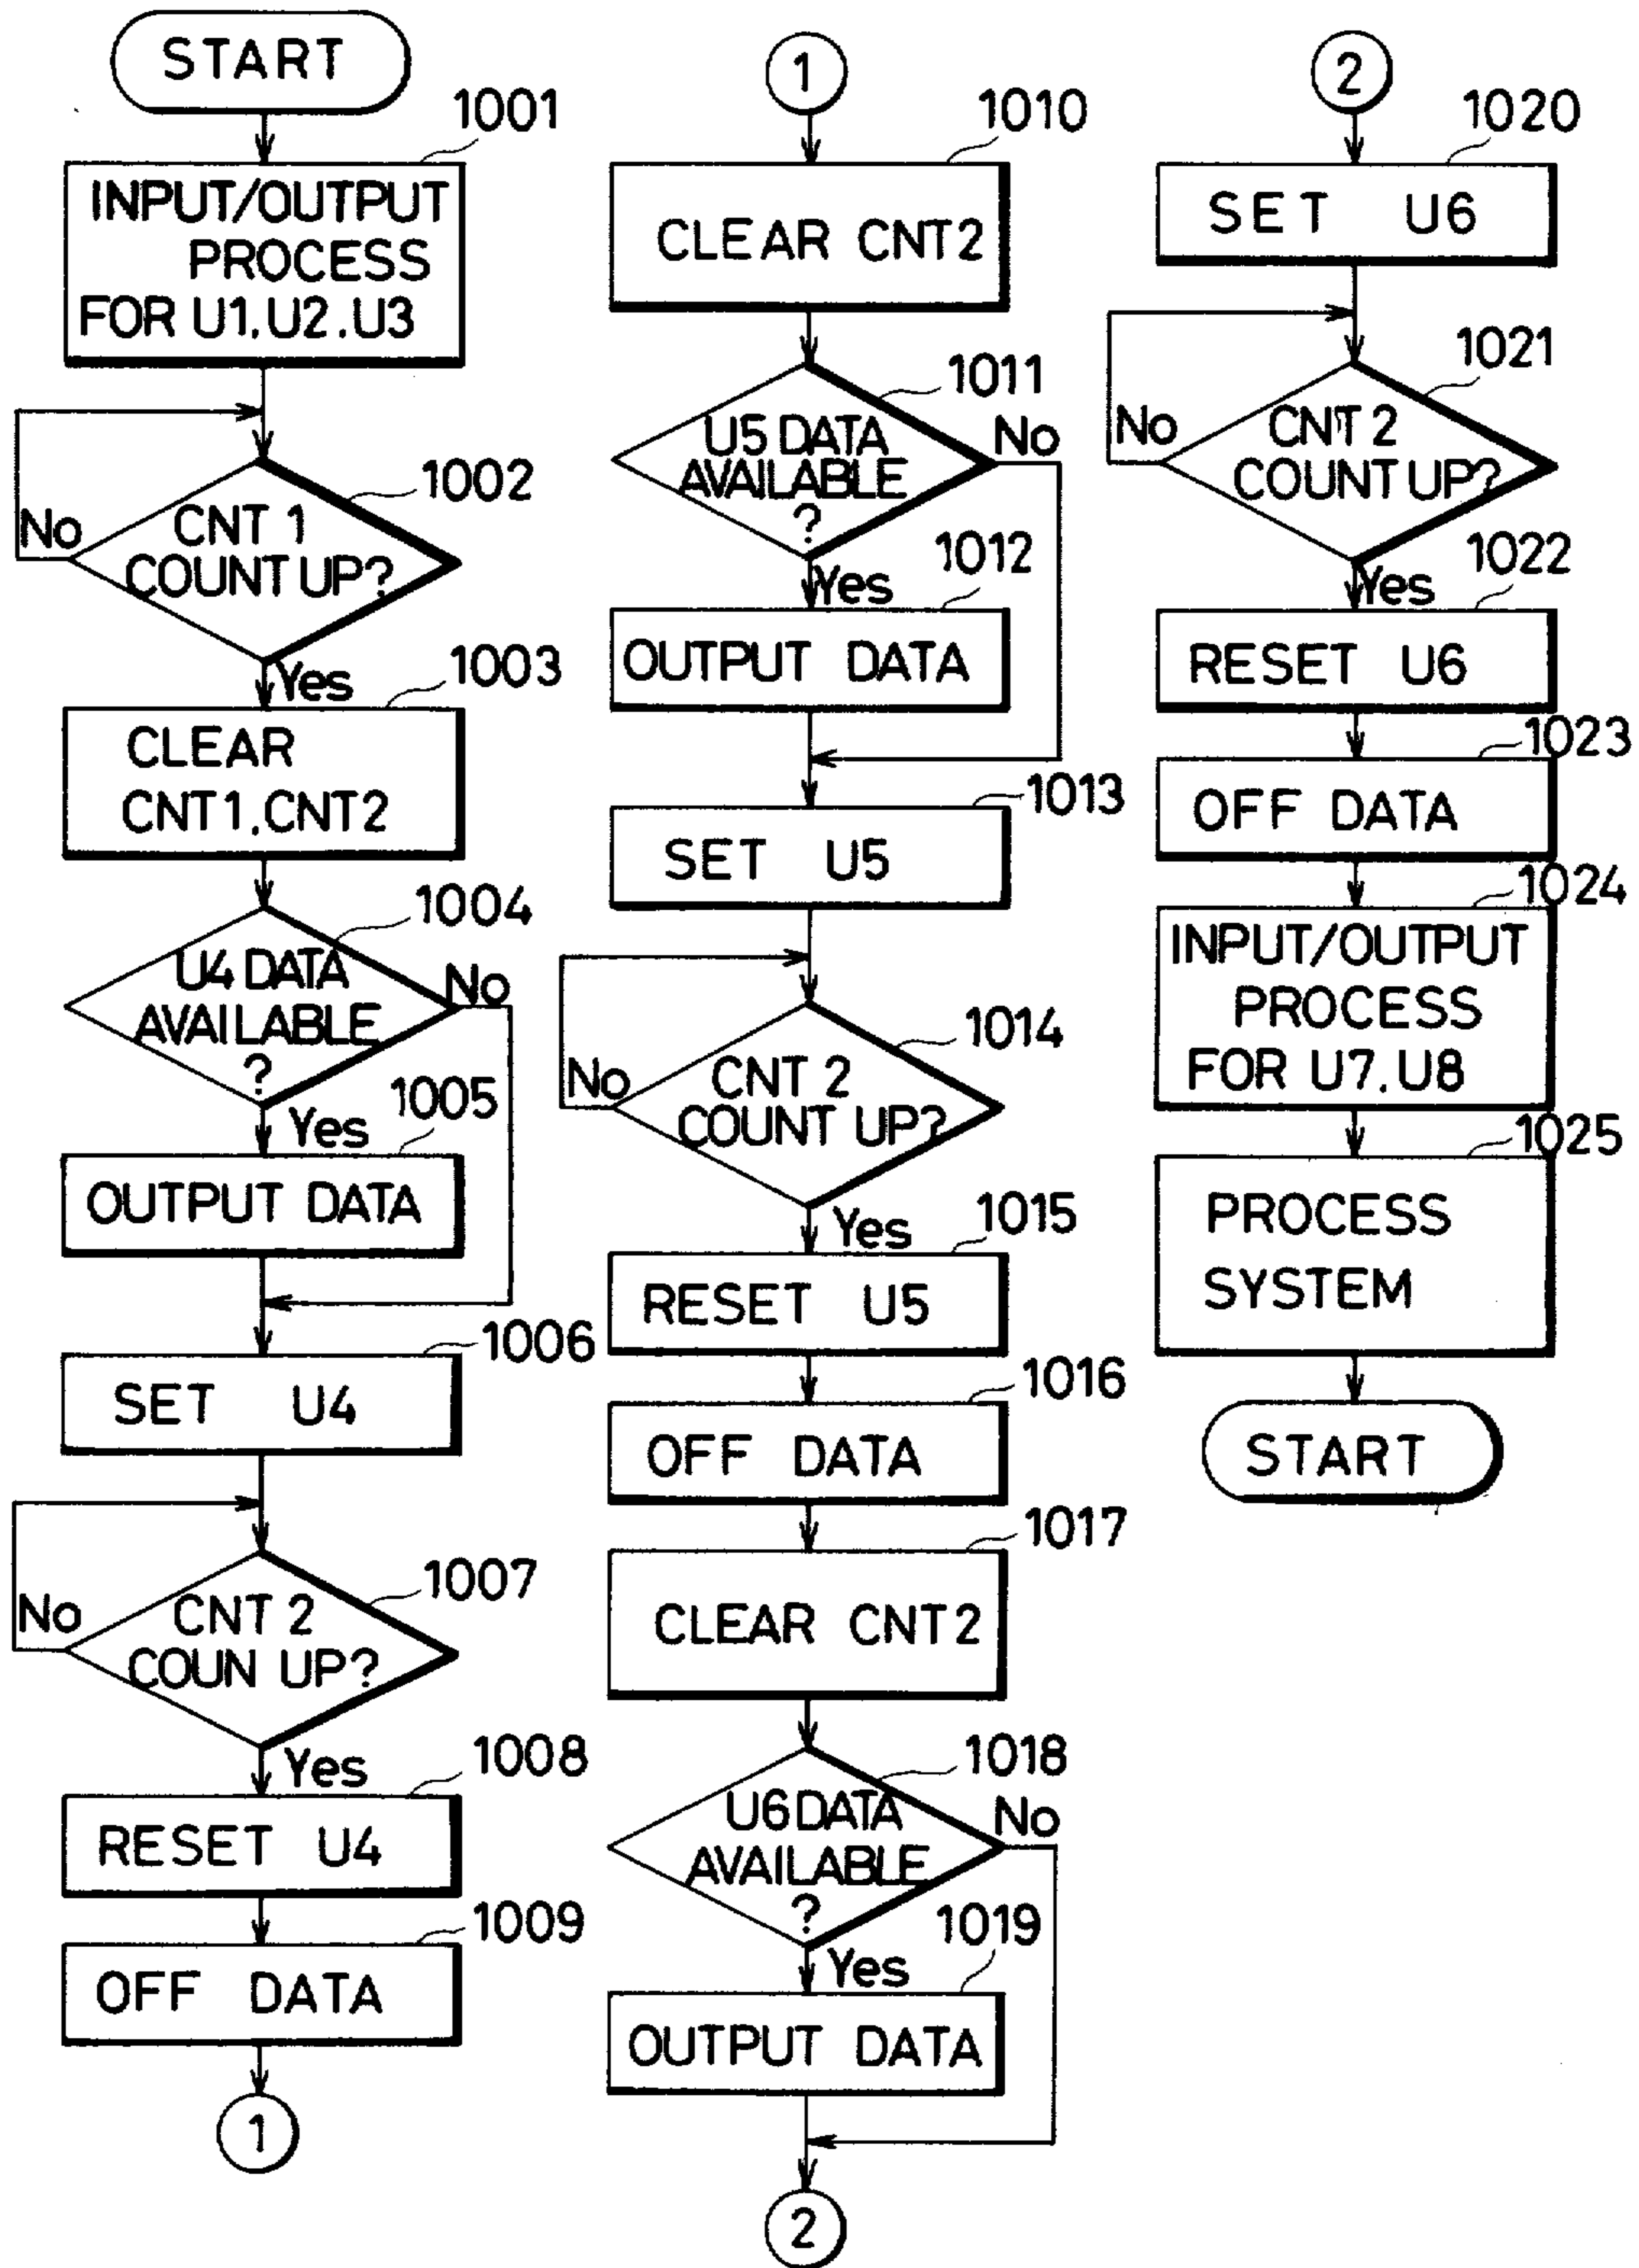 START
1001
INPUT/OUTPUT
PROCESS
FOR U1.U2.U3
1002
No
CNT 1
COUNT UP?
Yes
1003
CLEAR
CNT1.CNT2
1004
U4 DATA
AVAILABLE
?
No
Yes
1005
OUTPUT DATA
1006
SET U4
1007
No
CNT 2
COUN UP?
Yes
1008
RESET U4
1009
OFF DATA
1
1
1010
CLEAR CNT2
1011
U5 DATA
AVAILABLE
?
No
Yes
1012
OUTPUT DATA
1013
SET U5
1014
No
CNT 2
COUNT UP?
Yes
1015
RESET U5
1016
OFF DATA
1017
CLEAR CNT2
1018
U6 DATA
AVAILABLE
?
No
Yes
1019
OUTPUT DATA
2
2
1020
SET U6
1021
No
CNT 2
COUNT UP?
Yes
1022
RESET U6
1023
OFF DATA
1024
INPUT/OUTPUT
PROCESS
FOR U7.U8
1025
PROCESS
SYSTEM
START